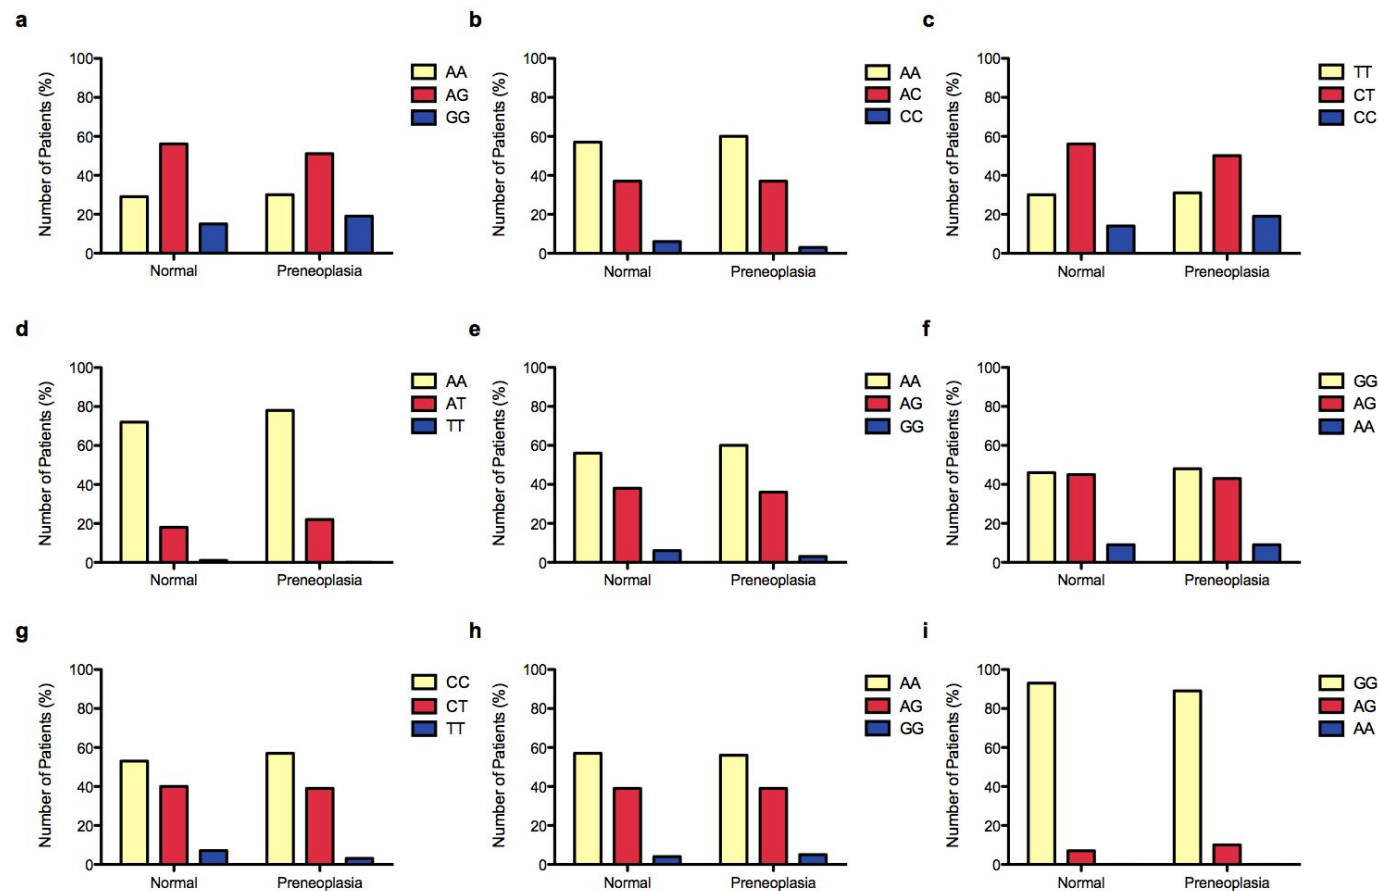 a
Number of Patients (%)
100
80
60
40
20
0
Normal Preneoplasia
AA
AG
GG
b
Number of Patients (%)
100
80
60
40
20
0
Normal Preneoplasia
AA
AC
CC
c
Number of Patients (%)
100
80
60
40
20
0
Normal Preneoplasia
TT
CT
CC
d
Number of Patients (%)
100
80
60
40
20
0
Normal Preneoplasia
AA
AT
TT
e
Number of Patients (%)
100
80
60
40
20
0
Normal Preneoplasia
AA
AG
GG
f
Number of Patients (%)
100
80
60
40
20
0
Normal Preneoplasia
GG
AG
AA
g
Number of Patients (%)
100
80
60
40
20
0
Normal Preneoplasia
CC
CT
TT
h
Number of Patients (%)
100
80
60
40
20
0
Normal Preneoplasia
AA
AG
GG
i
Number of Patients (%)
100
80
60
40
20
0
Normal Preneoplasia
GG
AG
AA